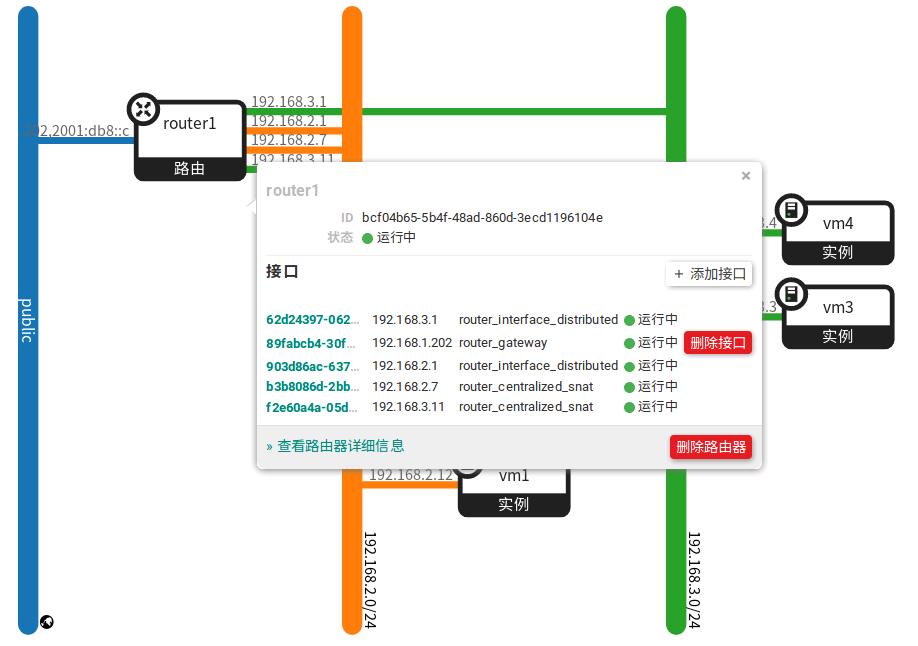 public
02,2001:db8::c
router1
路由
192.168.3.1
192.168.2.1
192.168.2.7
192.168.3.11
router1
×
ID bcf04b65-5b4f-48ad-860d-3ecd1196104e
状态 运行中
接口
+ 添加接口
62d24397-062... 192.168.3.1 router_interface_distributed 运行中
89fabcb4-30f... 192.168.1.202 router_gateway 运行中 删除接口
903d86ac-637... 192.168.2.1 router_interface_distributed 运行中
b3b8086d-2bb... 192.168.2.7 router_centralized_snat 运行中
f2e60a4a-05d... 192.168.3.11 router_centralized_snat 运行中
» 查看路由器详细信息 删除路由器
3.4
vm4
实例
3.3
vm3
实例
192.168.2.12
vm1
实例
192.168.2.0/24
192.168.3.0/24